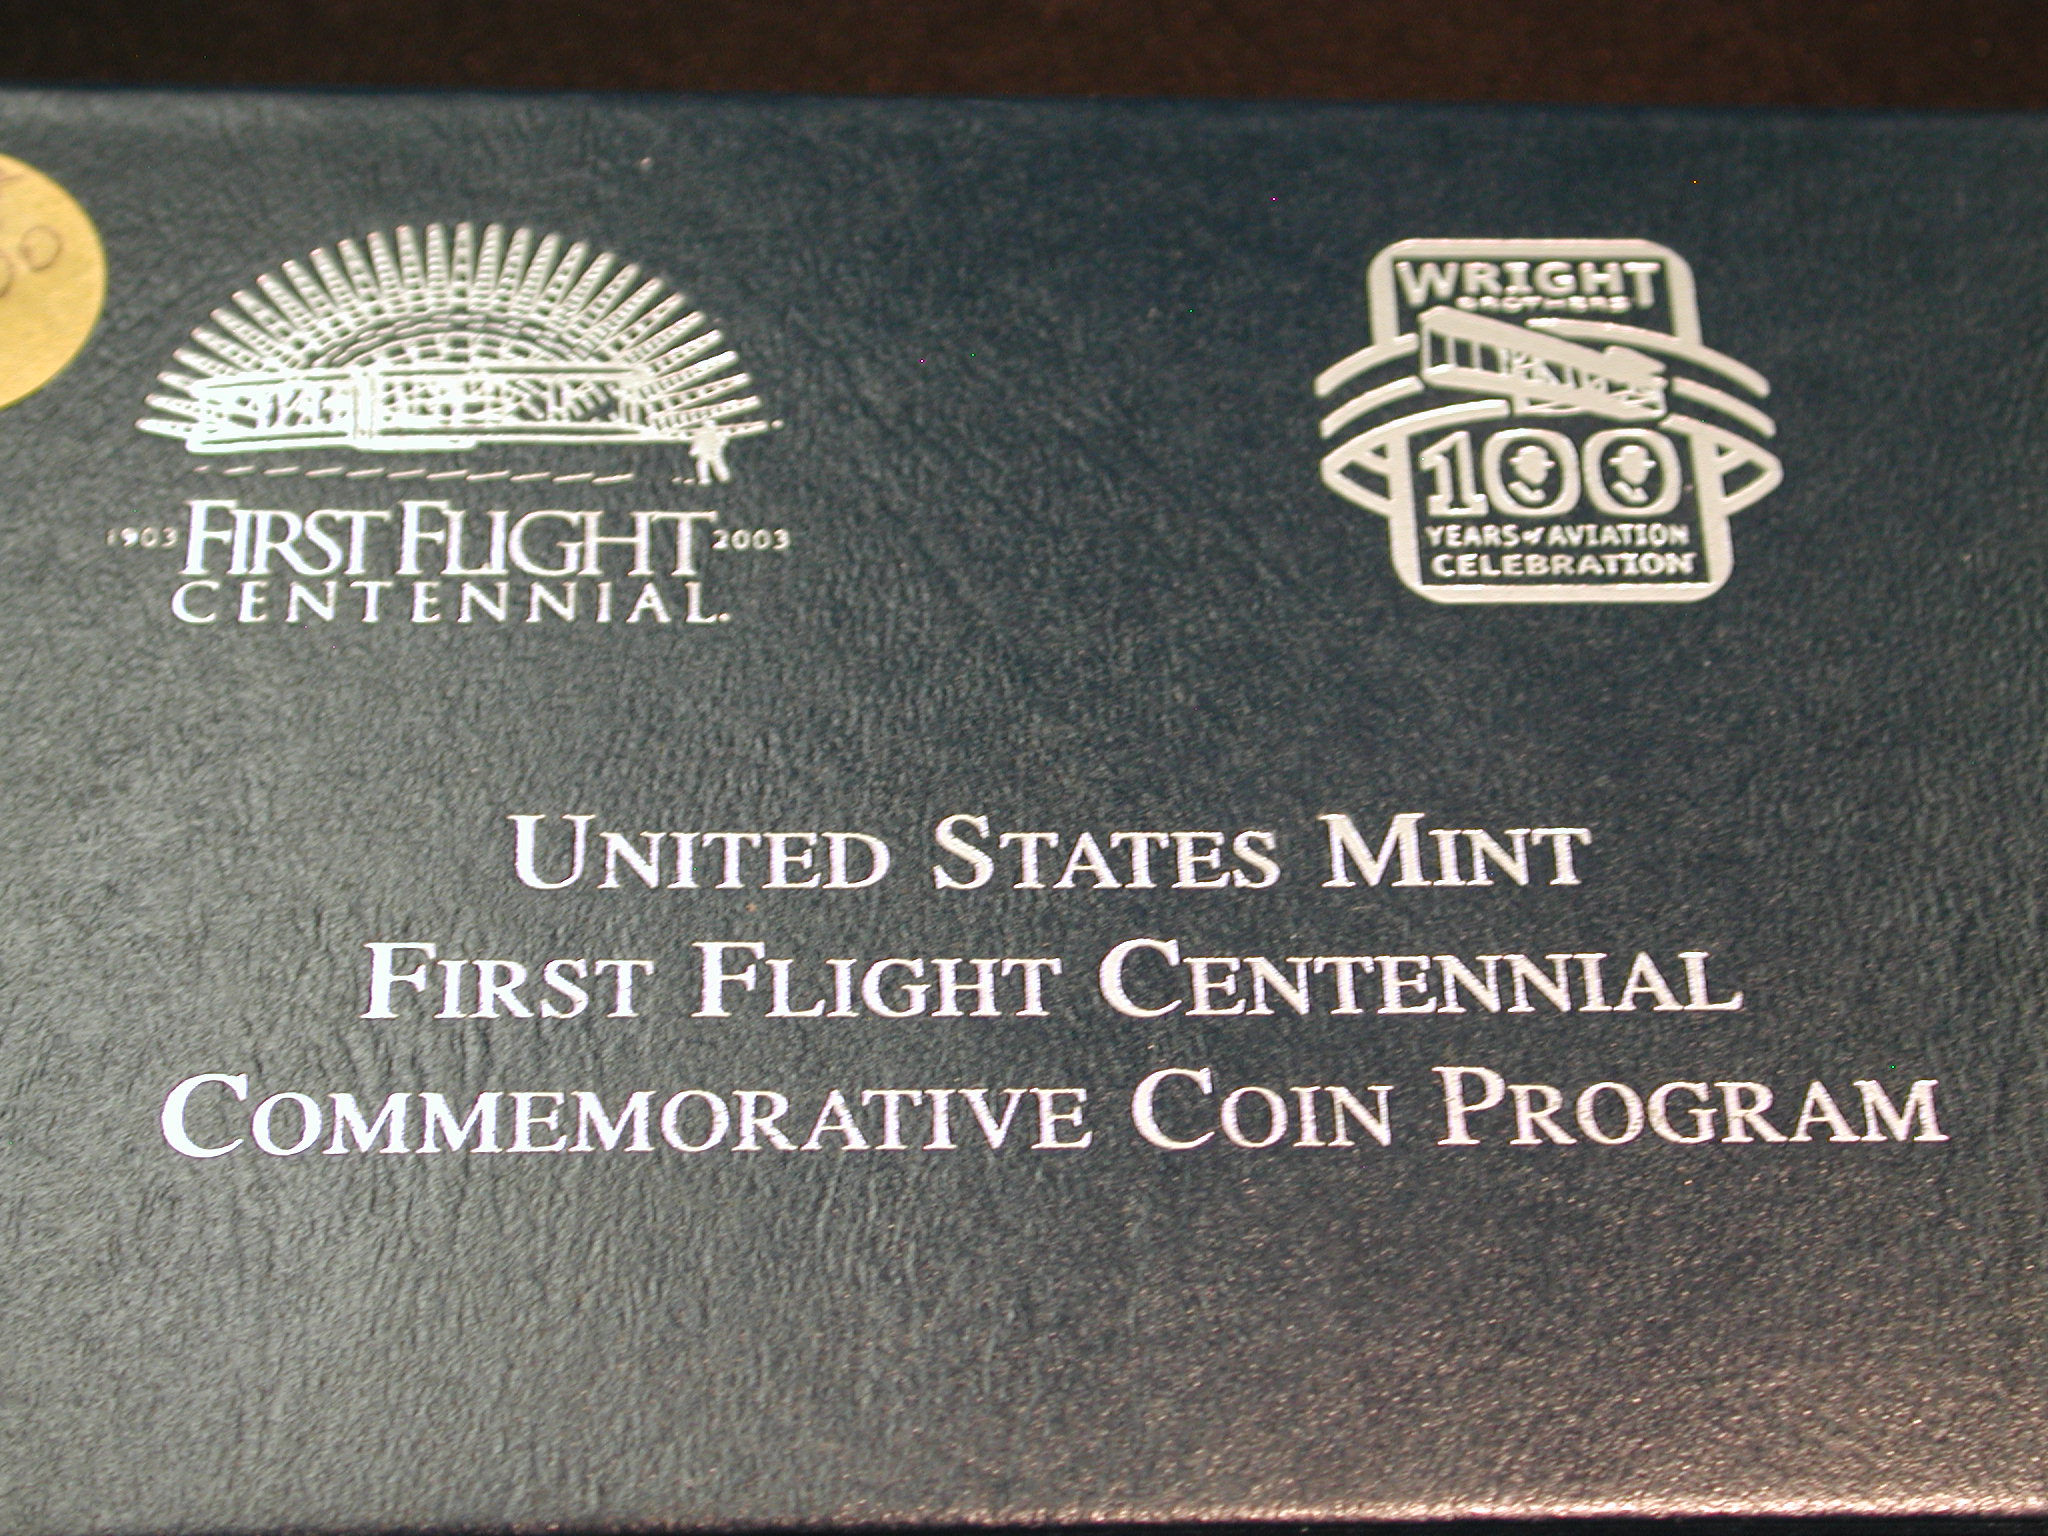 1903 FIRST FLIGHT 2003
CENTENNIAL.
WRIGHT
BROTHERS
100
YEARS of AVIATION
CELEBRATION
UNITED STATES MINT
FIRST FLIGHT CENTENNIAL
COMMEMORATIVE COIN PROGRAM